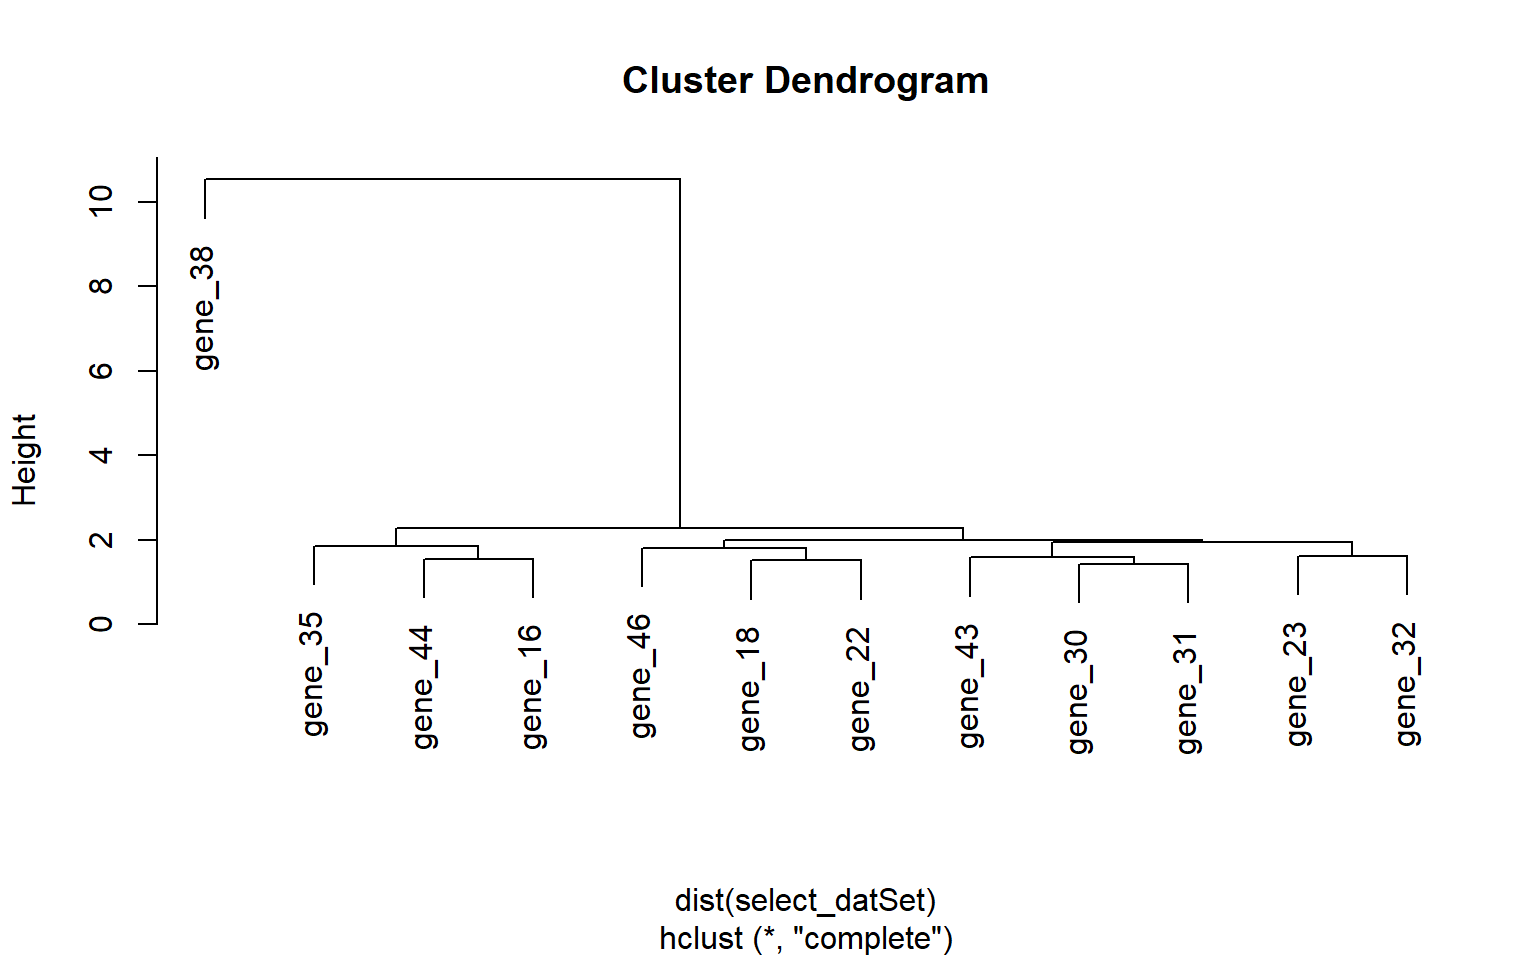 Cluster Dendrogram
Height
0 2 4 6 8 10
gene_38
gene_35
gene_44
gene_16
gene_46
gene_18
gene_22
gene_43
gene_30
gene_31
gene_23
gene_32
dist(select_datSet)
hclust (*, "complete")